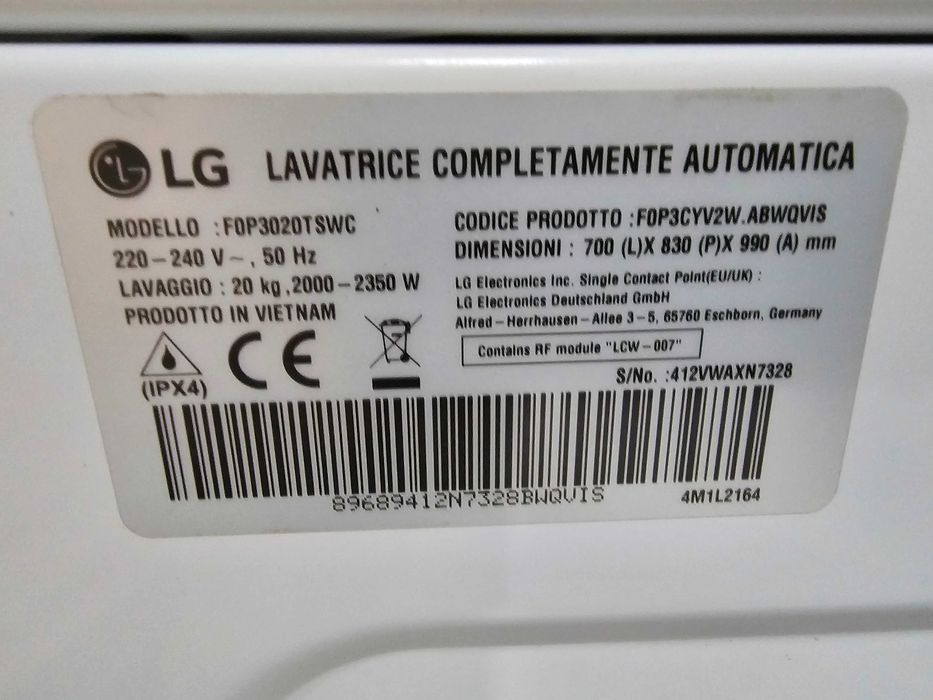 LG LAVATRICE COMPLETAMENTE AUTOMATICA
MODELLO : F0P3020TSWC
220-240 V~, 50 Hz
LAVAGGIO : 20 kg, 2000-2350 W
PRODOTTO IN VIETNAM
CODICE PRODOTTO : F0P3CYV2W.ABWQVIS
DIMENSIONI : 700 (L)X 830 (P)X 990 (A) mm
LG Electronics Inc. Single Contact Point(EU/UK) :
LG Electronics Deutschland GmbH
Alfred-Herrhausen-Allee 3-5, 65760 Eschborn, Germany
Contains RF module "LCW-007"
(IPX4)
CE
S/No. :412VWAXN7328
89689412N7328BWQVIS
4M1L2164